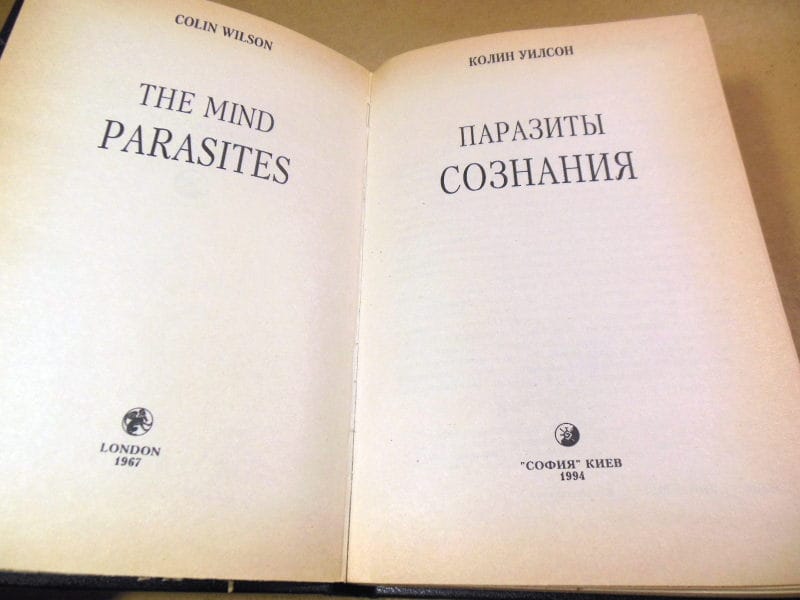 COLIN WILSON
THE MIND
PARASITES
LONDON
1967
КОЛИН УИЛСОН
ПАРАЗИТЫ
СОЗНАНИЯ
"СОФИЯ" КИЕВ
1994